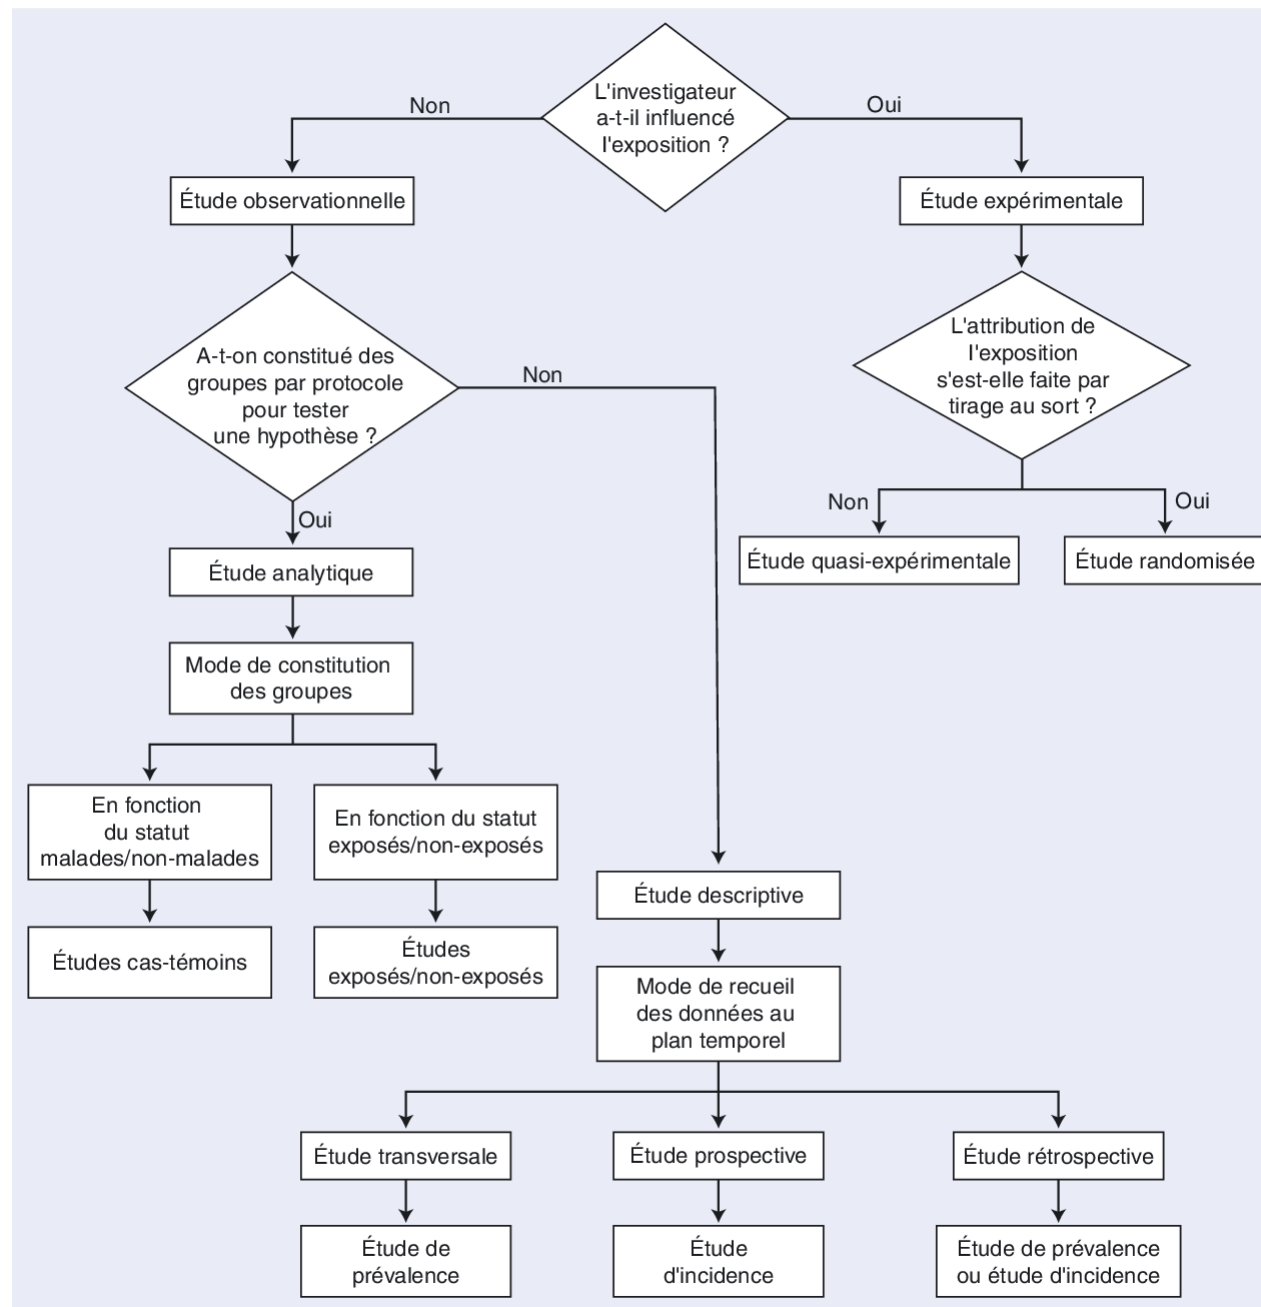 L'investigateur
a-t-il influencé
l'exposition ?
Non
Oui
Étude observationnelle
Étude expérimentale
A-t-on constitué des
groupes par protocole
pour tester
une hypothèse ?
Non
L'attribution de
l'exposition
s'est-elle faite par
tirage au sort ?
Oui
Non
Oui
Étude analytique
Étude quasi-expérimentale
Étude randomisée
Mode de constitution
des groupes
En fonction
du statut
malades/non-malades
En fonction du statut
exposés/non-exposés
Études cas-témoins
Études
exposés/non-exposés
Étude descriptive
Mode de recueil
des données au
plan temporel
Étude transversale
Étude prospective
Étude rétrospective
Étude de
prévalence
Étude
d'incidence
Étude de prévalence
ou étude d'incidence